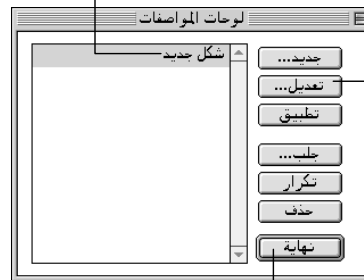 لوحات المواصفات
شكل جديد
جديد...
تعديل...
تطبيق
جلب...
تكرار
حذف
نهاية